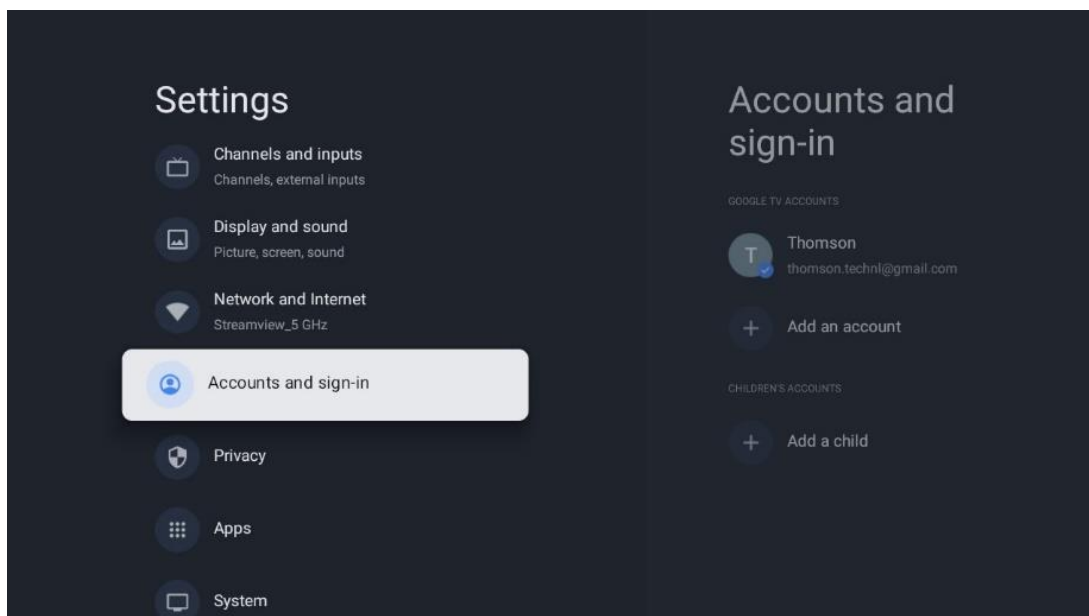 Settings
Channels and inputs
Channels, external inputs
Display and sound
Picture, screen, sound
Network and Internet
Streamview_5 GHz
Accounts and sign-in
Privacy
Apps
System
Accounts and
sign-in
GOOGLE TV ACCOUNTS
T
Thomson
thomson.technl@gmail.com
Add an account
CHILDREN'S ACCOUNTS
Add a child